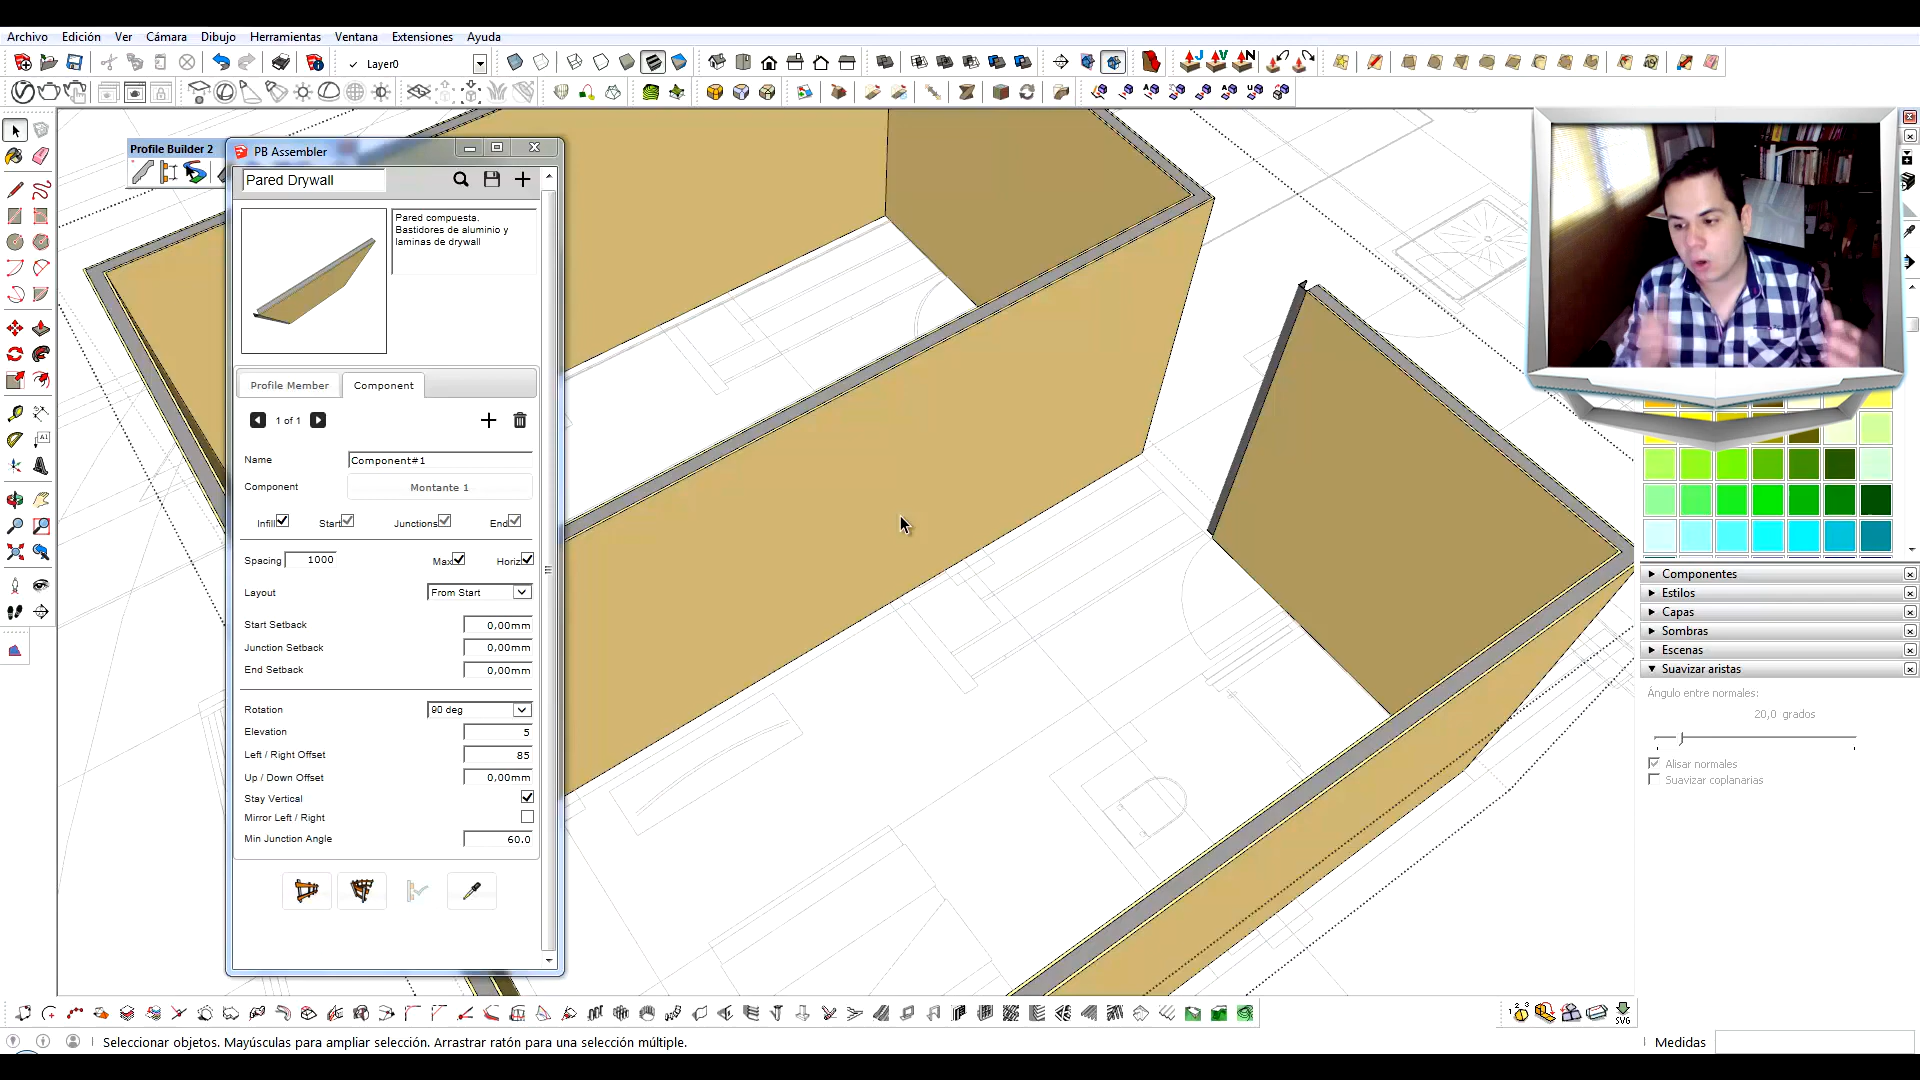 Archivo Edición Ver Cámara Dibujo Herramientas Ventana Extensiones Ayuda
Layer0
Profile Builder 2
PB Assembler
Pared Drywall
Pared compuesta.
Bastidores de aluminio y
laminas de drywall
Profile Member Component
1 of 1
Name Component#1
Component Montante 1
Infill Start Junctions End
Spacing 1000 Max Horiz
Layout From Start
Start Setback 0,00mm
Junction Setback 0,00mm
End Setback 0,00mm
Rotation 90 deg
Elevation 5
Left / Right Offset 85
Up / Down Offset 0,00mm
Stay Vertical
Mirror Left / Right
Min Junction Angle 60.0
Componentes
Estilos
Capas
Sombras
Escenas
Suavizar aristas
Ángulo entre normales:
20,0 grados
Alisar normales
Suavizar coplanarias
SVG
Seleccionar objetos. Mayúsculas para ampliar selección. Arrastrar ratón para una selección múltiple.
Medidas